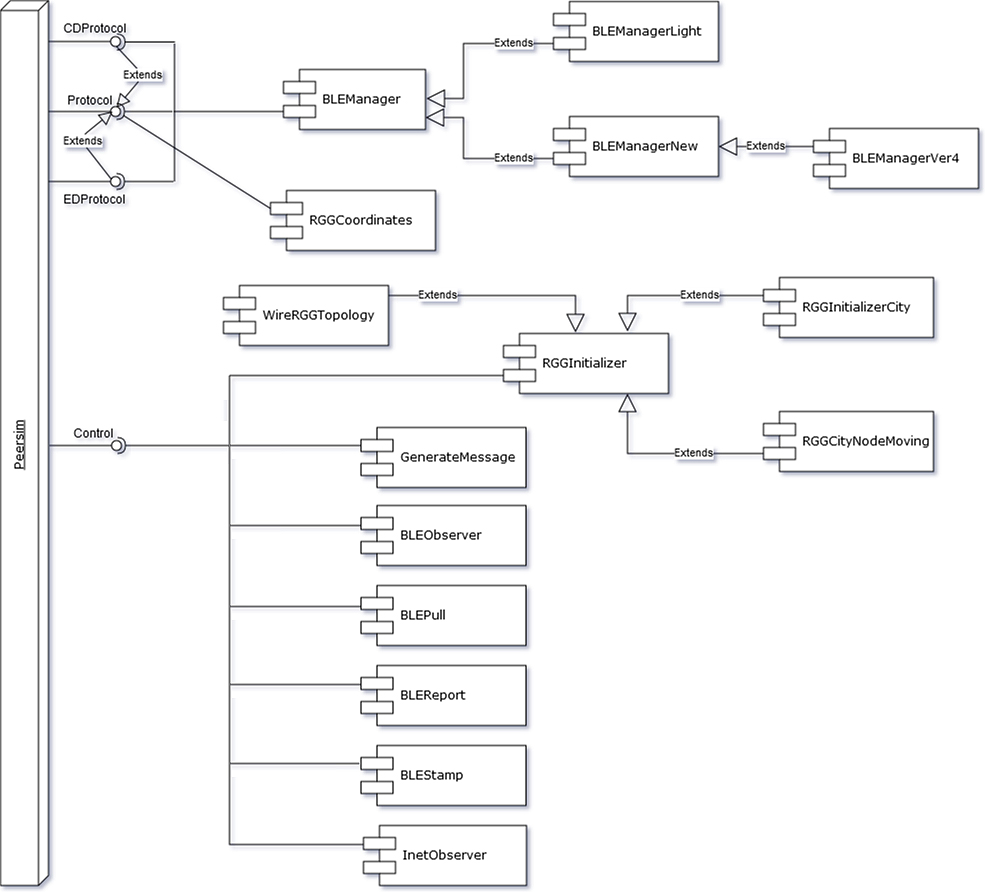 CDProtocol
Extends
Protocol
Extends
EDProtocol
BLEManager
Extends
BLEManagerLight
Extends
BLEManagerNew
Extends
BLEManagerVer4
RGGCoordinates
WireRGGTopology
Extends
Extends
RGGInitializerCity
RGGInitializer
Extends
RGGCityNodeMoving
Peersim
Control
GenerateMessage
BLEObserver
BLEPull
BLEReport
BLEStamp
InetObserver